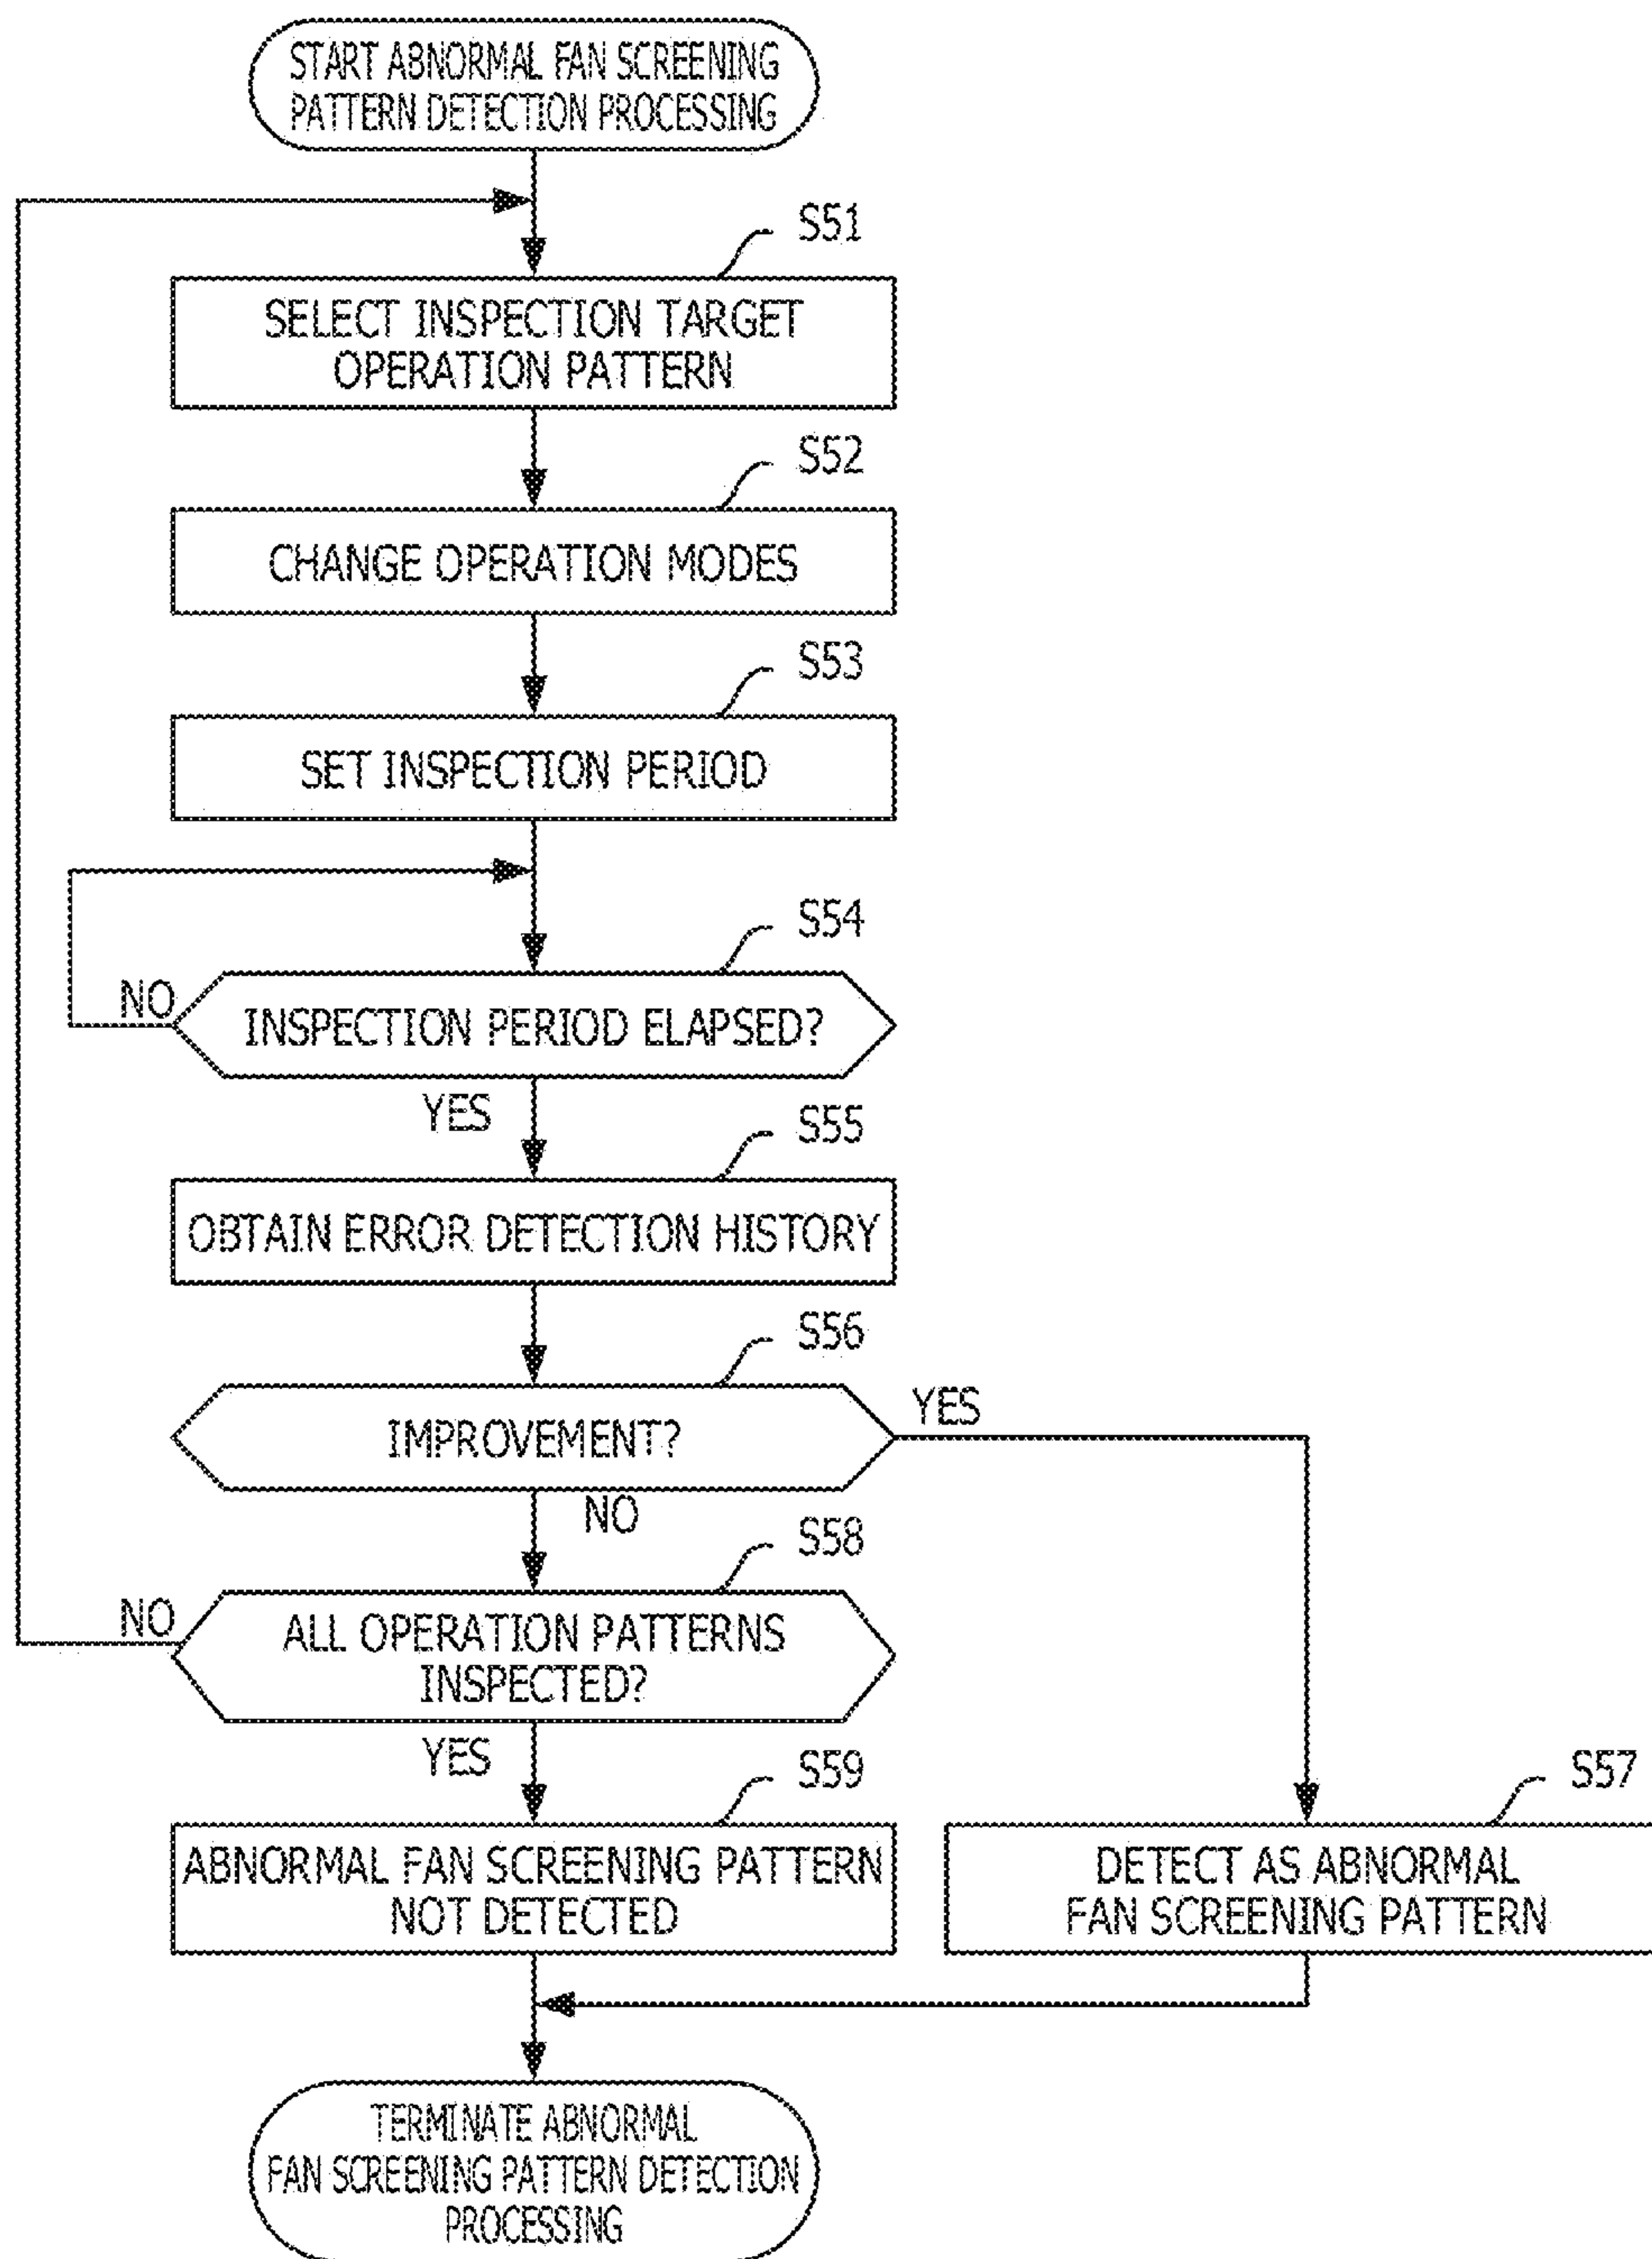 START ABNORMAL FAN SCREENING
PATTERN DETECTION PROCESSING
S51
SELECT INSPECTION TARGET
OPERATION PATTERN
S52
CHANGE OPERATION MODES
S53
SET INSPECTION PERIOD
S54
NO
INSPECTION PERIOD ELAPSED?
YES
S55
OBTAIN ERROR DETECTION HISTORY
S56
IMPROVEMENT?
YES
NO
S58
NO
ALL OPERATION PATTERNS
INSPECTED?
YES
S59
ABNORMAL FAN SCREENING PATTERN
NOT DETECTED
S57
DETECT AS ABNORMAL
FAN SCREENING PATTERN
TERMINATE ABNORMAL
FAN SCREENING PATTERN DETECTION
PROCESSING